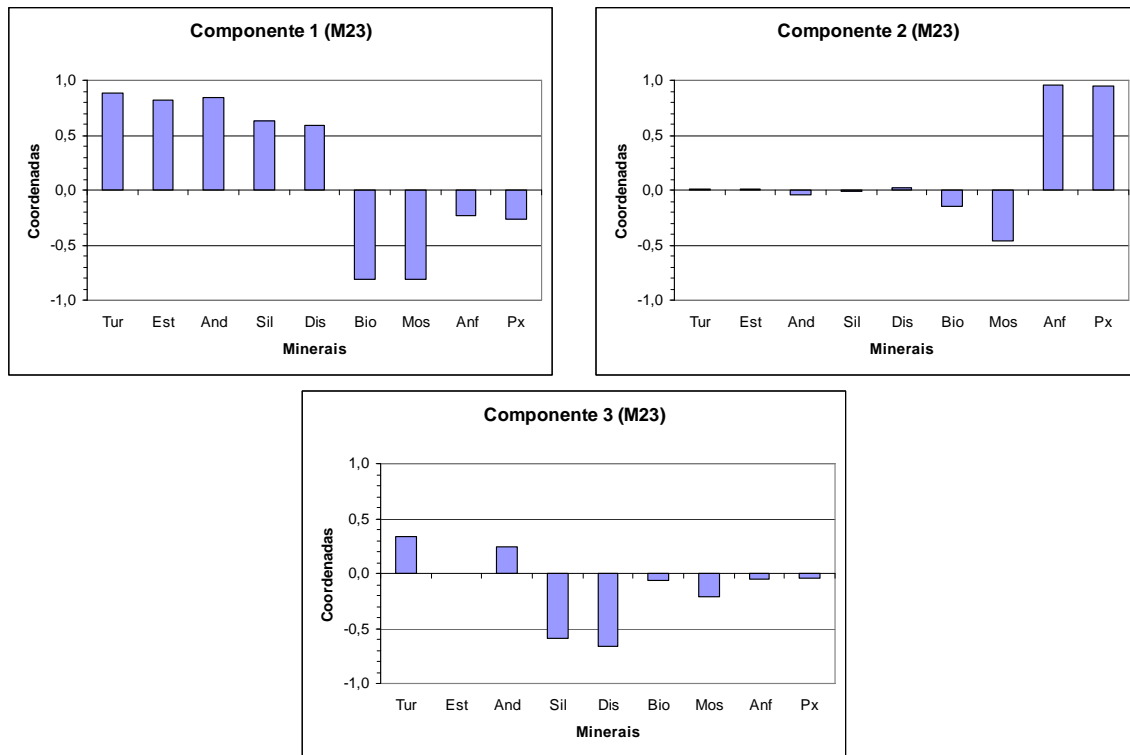 Componente 1 (M23)
1,0
0,5
0,0
-0,5
-1,0
Coordenadas
Tur Est And Sil Dis Bio Mos Anf Px
Minerais
Componente 2 (M23)
1,0
0,5
0,0
-0,5
-1,0
Coordenadas
Tur Est And Sil Dis Bio Mos Anf Px
Minerais
Componente 3 (M23)
1,0
0,5
0,0
-0,5
-1,0
Coordenadas
Tur Est And Sil Dis Bio Mos Anf Px
Minerais